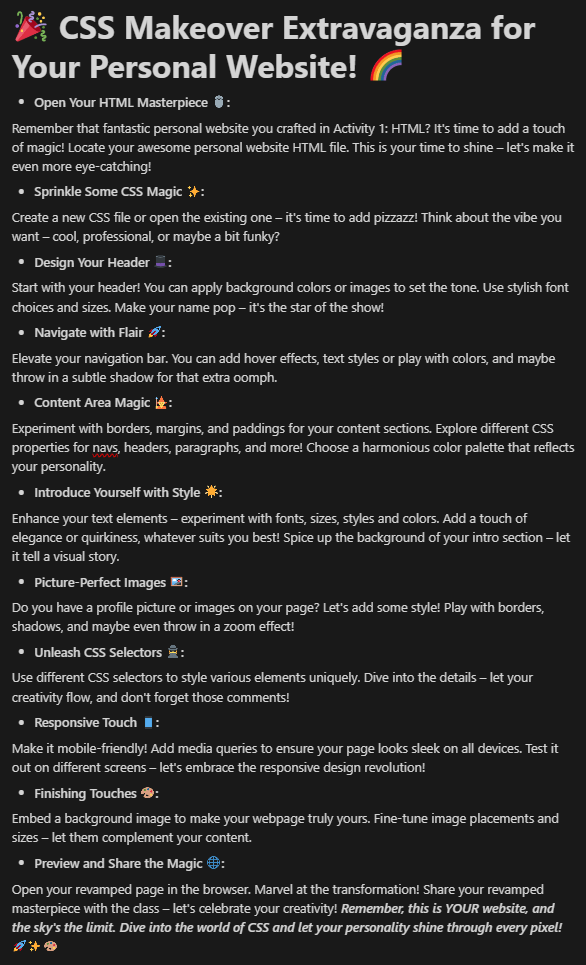 🎉 CSS Makeover Extravaganza for
Your Personal Website! 🌈
• Open Your HTML Masterpiece 🖱️:
Remember that fantastic personal website you crafted in Activity 1: HTML? It's time to add a touch
of magic! Locate your awesome personal website HTML file. This is your time to shine – let's make it
even more eye-catching!
• Sprinkle Some CSS Magic ✨:
Create a new CSS file or open the existing one – it's time to add pizzazz! Think about the vibe you
want – cool, professional, or maybe a bit funky?
• Design Your Header 🎩:
Start with your header! You can apply background colors or images to set the tone. Use stylish font
choices and sizes. Make your name pop – it's the star of the show!
• Navigate with Flair 🚀:
Elevate your navigation bar. You can add hover effects, text styles or play with colors, and maybe
throw in a subtle shadow for that extra oomph.
• Content Area Magic 🧙:
Experiment with borders, margins, and paddings for your content sections. Explore different CSS
properties for navs, headers, paragraphs, and more! Choose a harmonious color palette that reflects
your personality.
• Introduce Yourself with Style 🌟:
Enhance your text elements – experiment with fonts, sizes, styles and colors. Add a touch of
elegance or quirkiness, whatever suits you best! Spice up the background of your intro section – let
it tell a visual story.
• Picture-Perfect Images 🖼️:
Do you have a profile picture or images on your page? Let's add some style! Play with borders,
shadows, and maybe even throw in a zoom effect!
• Unleash CSS Selectors 🕵️:
Use different CSS selectors to style various elements uniquely. Dive into the details – let your
creativity flow, and don't forget those comments!
• Responsive Touch 📱:
Make it mobile-friendly! Add media queries to ensure your page looks sleek on all devices. Test it
out on different screens – let's embrace the responsive design revolution!
• Finishing Touches 🎨:
Embed a background image to make your webpage truly yours. Fine-tune image placements and
sizes – let them complement your content.
• Preview and Share the Magic 🌐:
Open your revamped page in the browser. Marvel at the transformation! Share your revamped
masterpiece with the class – let's celebrate your creativity! Remember, this is YOUR website, and
the sky's the limit. Dive into the world of CSS and let your personality shine through every pixel!
🚀✨🎨